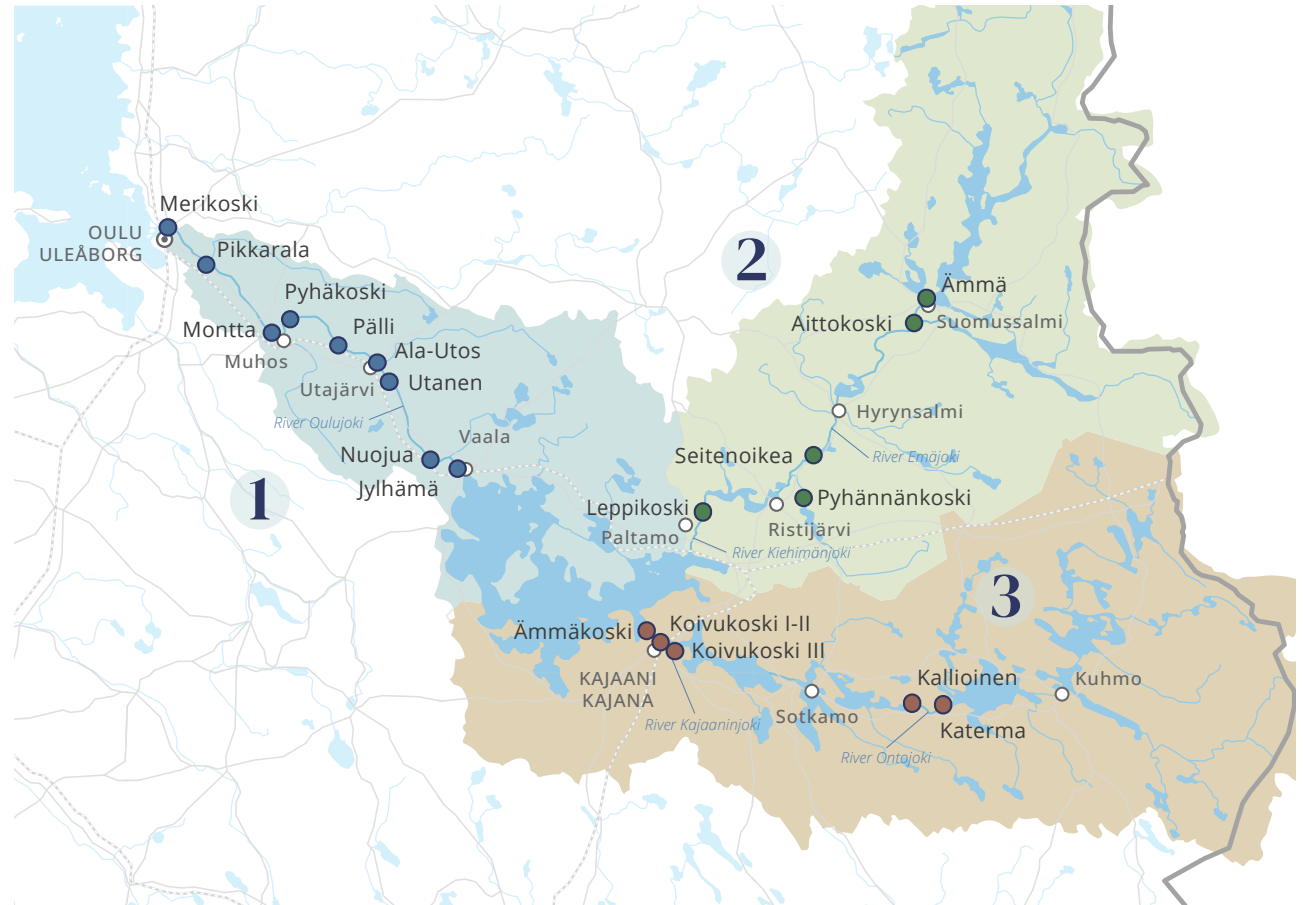 Merikoski
OULU
ULEÅBORG
Pikkarala
Pyhäkoski
Montta
Muhos
Pälli
Ala-Utos
Utajärvi
Utanen
River Oulujoki
Nuojua
Vaala
Jylhämä
1
2
Ämmä
Aittokoski
Suomussalmi
Hyrynsalmi
Seitenoikea
River Emäjoki
Pyhännänkoski
Leppikoski
Ristijärvi
Paltamo
River Kiehimänjoki
3
Ämmäkoski
Koivukoski I-II
Koivukoski III
KAJAANI
KAJANA
River Kajaaninjoki
Sotkamo
Kallioinen
Kuhmo
Katerma
River Ontojoki